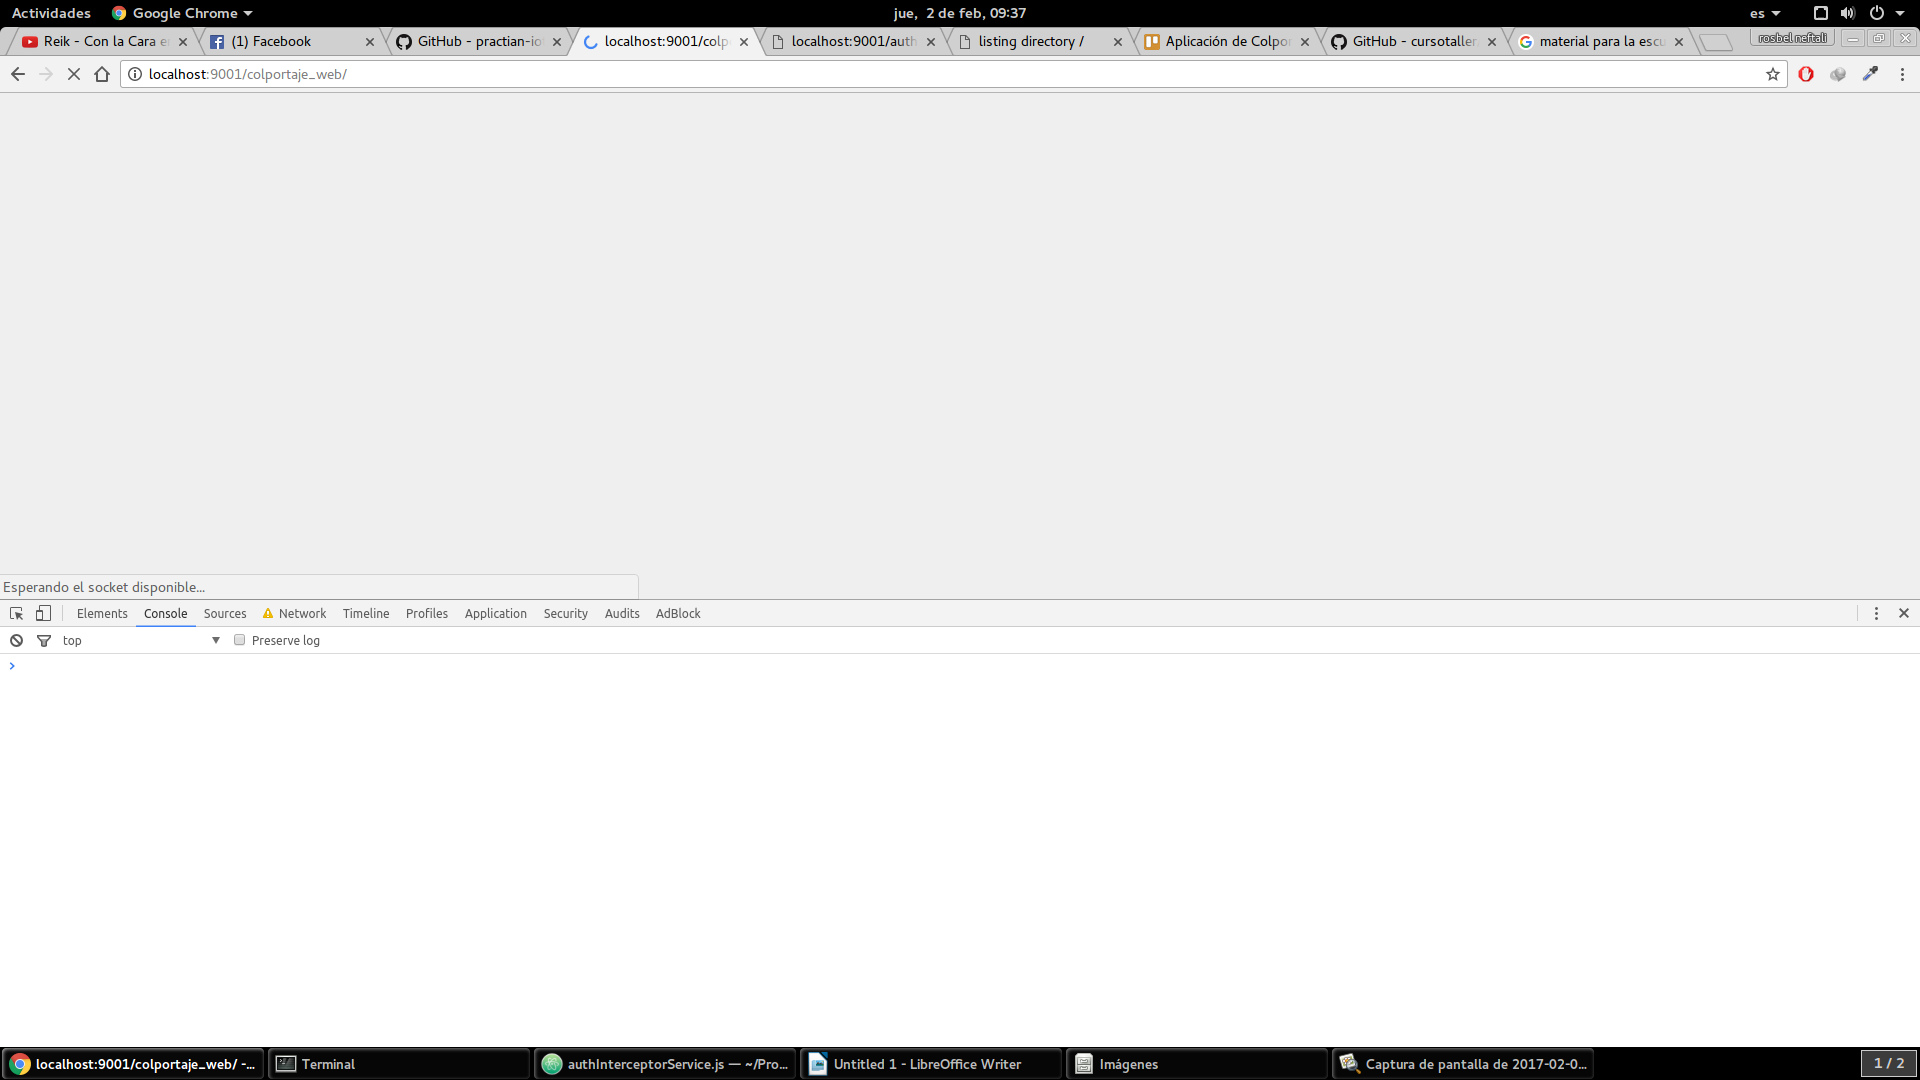 Actividades Google Chrome jue, 2 de feb, 09:37 es
Reik - Con la Cara e (1) Facebook GitHub - practian-io localhost:9001/colp localhost:9001/auth listing directory / Aplicación de Colpor GitHub - cursotaller material para la escu rosbel neftali
localhost:9001/colportaje_web/
Esperando el socket disponible...
Elements Console Sources Network Timeline Profiles Application Security Audits AdBlock
top Preserve log
localhost:9001/colportaje_web/ -... Terminal authInterceptorService.js — ~/Pro... Untitled 1 - LibreOffice Writer Imágenes Captura de pantalla de 2017-02-0... 1 / 2